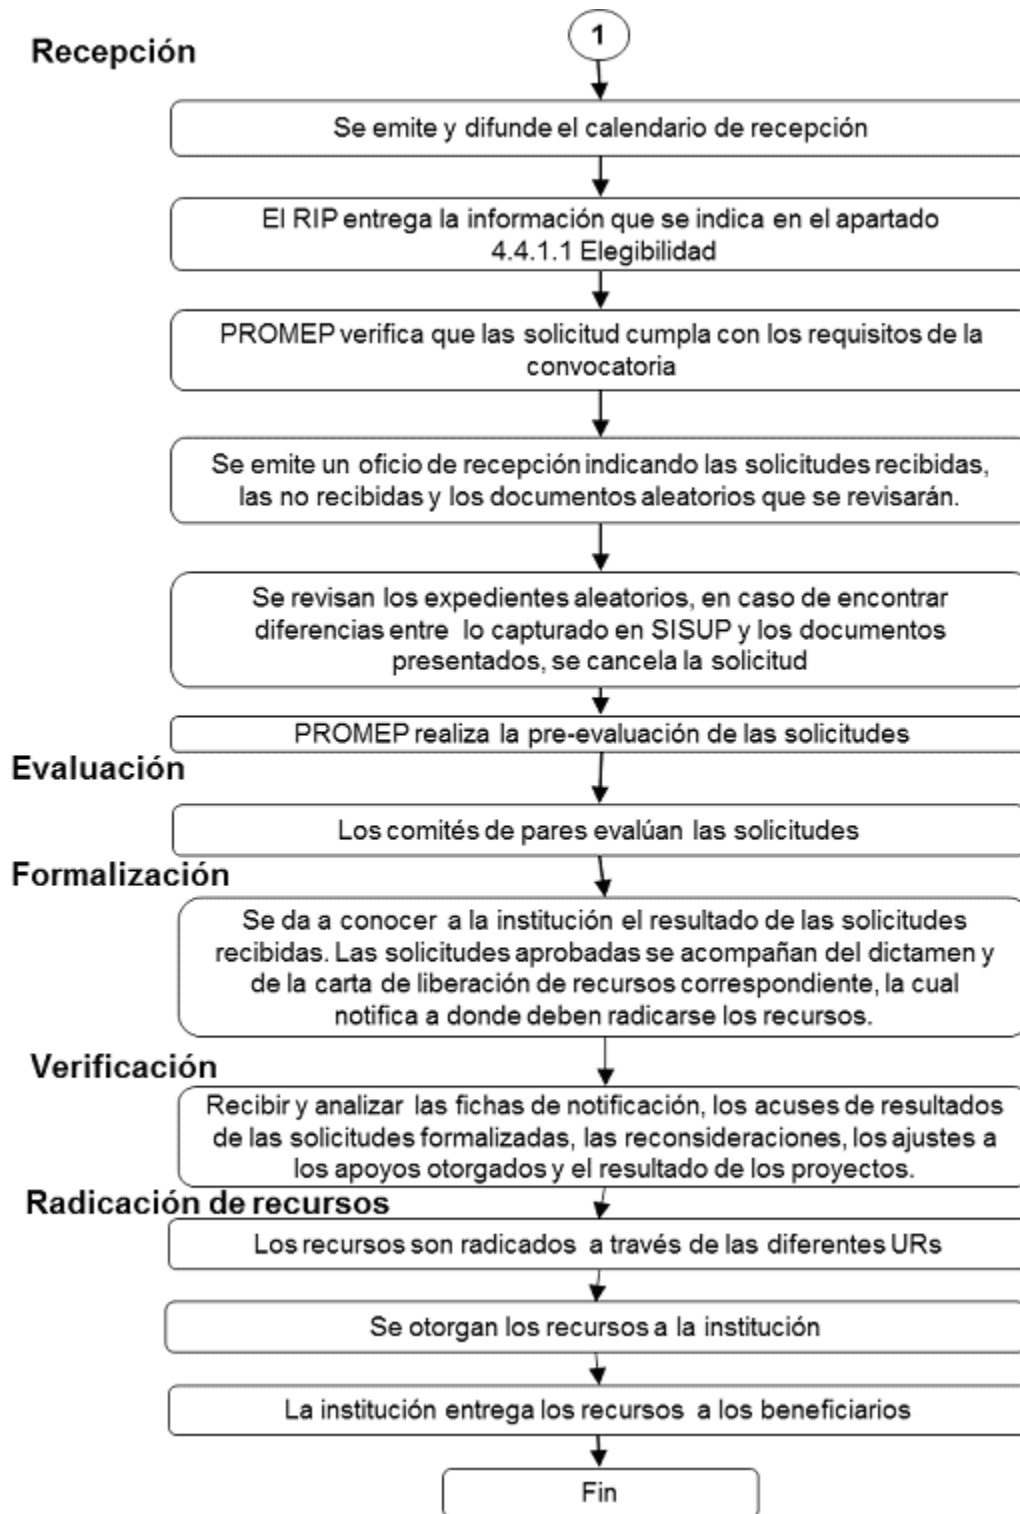 1
Recepción
Se emite y difunde el calendario de recepción
El RIP entrega la información que se indica en el apartado
4.4.1.1 Elegibilidad
PROMEP verifica que las solicitud cumpla con los requisitos de la
convocatoria
Se emite un oficio de recepción indicando las solicitudes recibidas,
las no recibidas y los documentos aleatorios que se revisarán.
Se revisan los expedientes aleatorios, en caso de encontrar
diferencias entre lo capturado en SISUP y los documentos
presentados, se cancela la solicitud
PROMEP realiza la pre-evaluación de las solicitudes
Evaluación
Los comités de pares evalúan las solicitudes
Formalización
Se da a conocer a la institución el resultado de las solicitudes
recibidas. Las solicitudes aprobadas se acompañan del dictamen y
de la carta de liberación de recursos correspondiente, la cual
notifica a donde deben radicarse los recursos.
Verificación
Recibir y analizar las fichas de notificación, los acuses de resultados
de las solicitudes formalizadas, las reconsideraciones, los ajustes a
los apoyos otorgados y el resultado de los proyectos.
Radicación de recursos
Los recursos son radicados a través de las diferentes URs
Se otorgan los recursos a la institución
La institución entrega los recursos a los beneficiarios
Fin